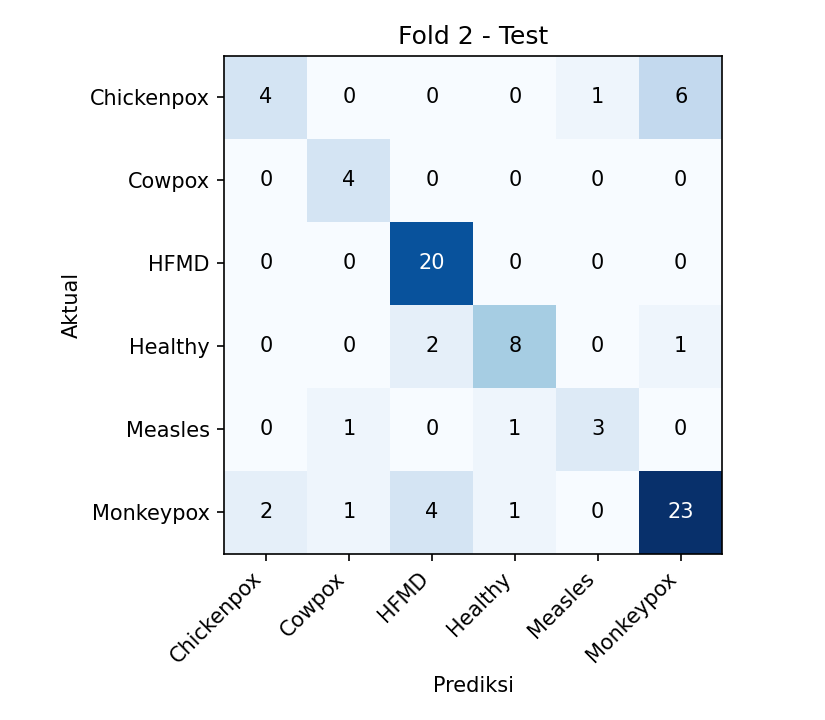 Fold 2 - Test
Aktual
Chickenpox 4 0 0 0 1 6
Cowpox 0 4 0 0 0 0
HFMD 0 0 20 0 0 0
Healthy 0 0 2 8 0 1
Measles 0 1 0 1 3 0
Monkeypox 2 1 4 1 0 23
Chickenpox Cowpox HFMD Healthy Measles Monkeypox
Prediksi